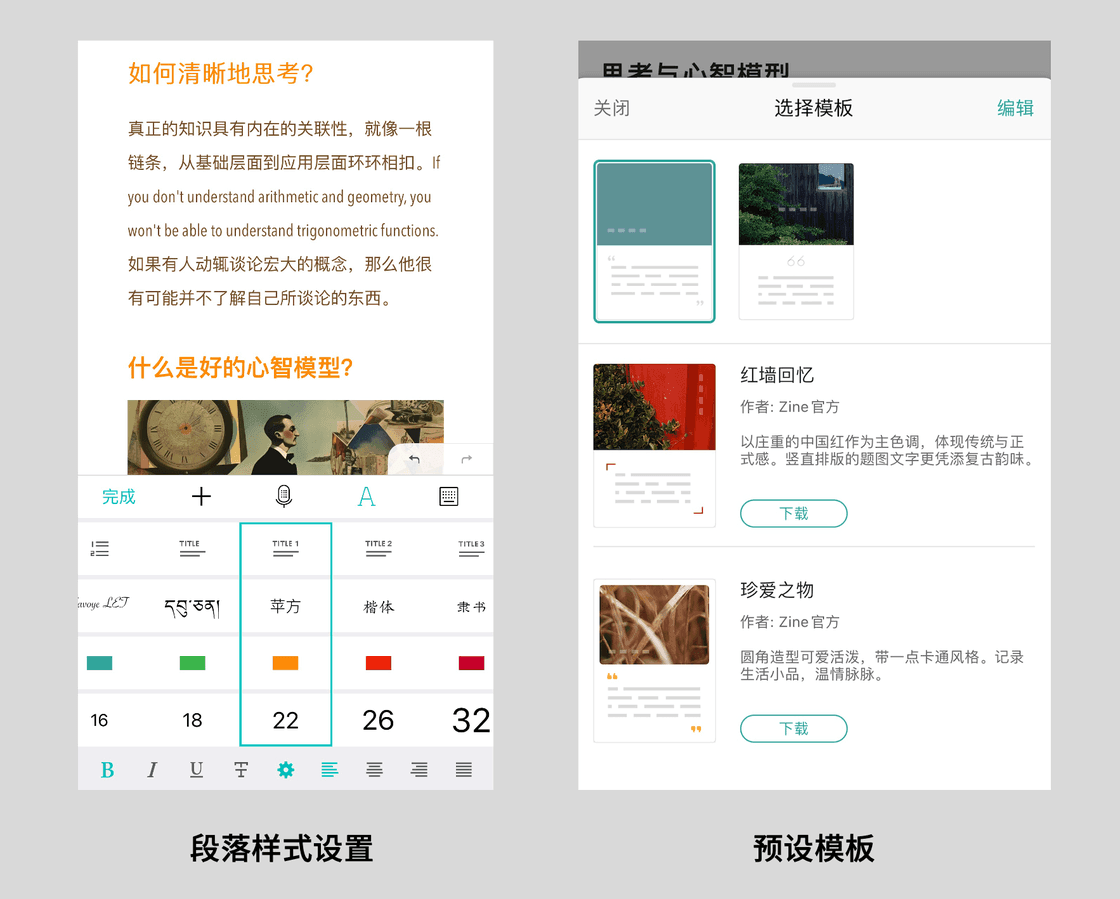 如何清晰地思考?
真正的知识具有内在的关联性，就像一根
链条，从基础层面到应用层面环环相扣。If
you don't understand arithmetic and geometry, you
won't be able to understand trigonometric functions.
如果有人动辄谈论宏大的概念，那么他很
有可能并不了解自己所谈论的东西。
什么是好的心智模型?
完成
A
TITLE
TITLE 1
TITLE 2
TITLE 3
LET
苹方
楷体
隶书
16
18
22
26
32
B I U T
段落样式设置
思考与心智模型
关闭
选择模板
编辑
红墙回忆
作者: Zine 官方
以庄重的中国红作为主色调，体现传统与正
式感。竖直排版的题图文字更凭添复古韵味。
下载
珍爱之物
作者: Zine 官方
圆角造型可爱活泼，带一点卡通风格。记录
生活小品，温情脉脉。
下载
预设模板